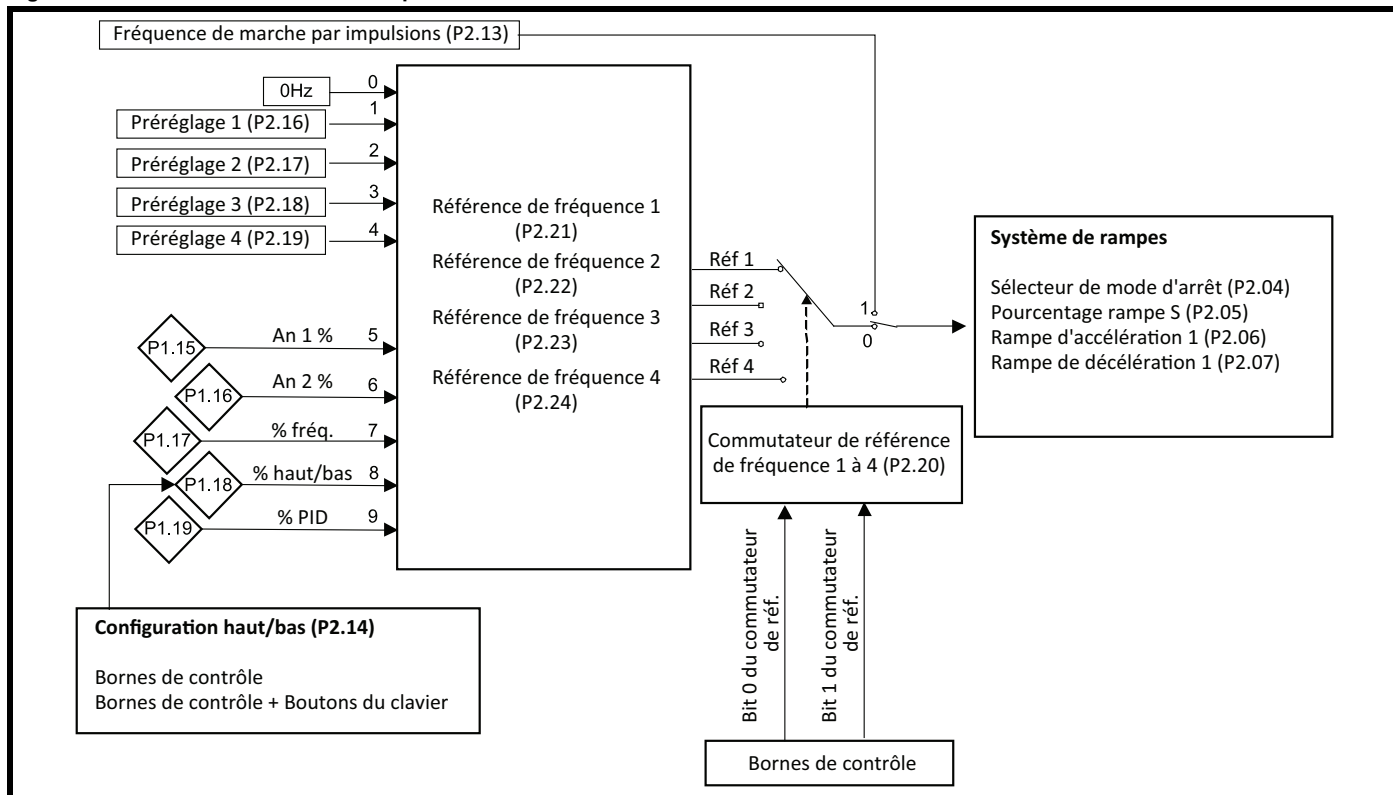 Fréquence de marche par impulsions (P2.13)
0Hz
0
Préréglage 1 (P2.16)
1
Préréglage 2 (P2.17)
2
Préréglage 3 (P2.18)
3
Préréglage 4 (P2.19)
4
P1.15
An 1 %
5
P1.16
An 2 %
6
P1.17
% fréq.
7
P1.18
% haut/bas
8
P1.19
% PID
9
Configuration haut/bas (P2.14)
Bornes de contrôle
Bornes de contrôle + Boutons du clavier
Référence de fréquence 1
(P2.21)
Référence de fréquence 2
(P2.22)
Référence de fréquence 3
(P2.23)
Référence de fréquence 4
(P2.24)
Réf 1
Réf 2
Réf 3
Réf 4
1
0
Commutateur de référence
de fréquence 1 à 4 (P2.20)
Bit 0 du commutateur
de réf.
Bit 1 du commutateur
de réf.
Bornes de contrôle
Système de rampes
Sélecteur de mode d'arrêt (P2.04)
Pourcentage rampe S (P2.05)
Rampe d'accélération 1 (P2.06)
Rampe de décélération 1 (P2.07)